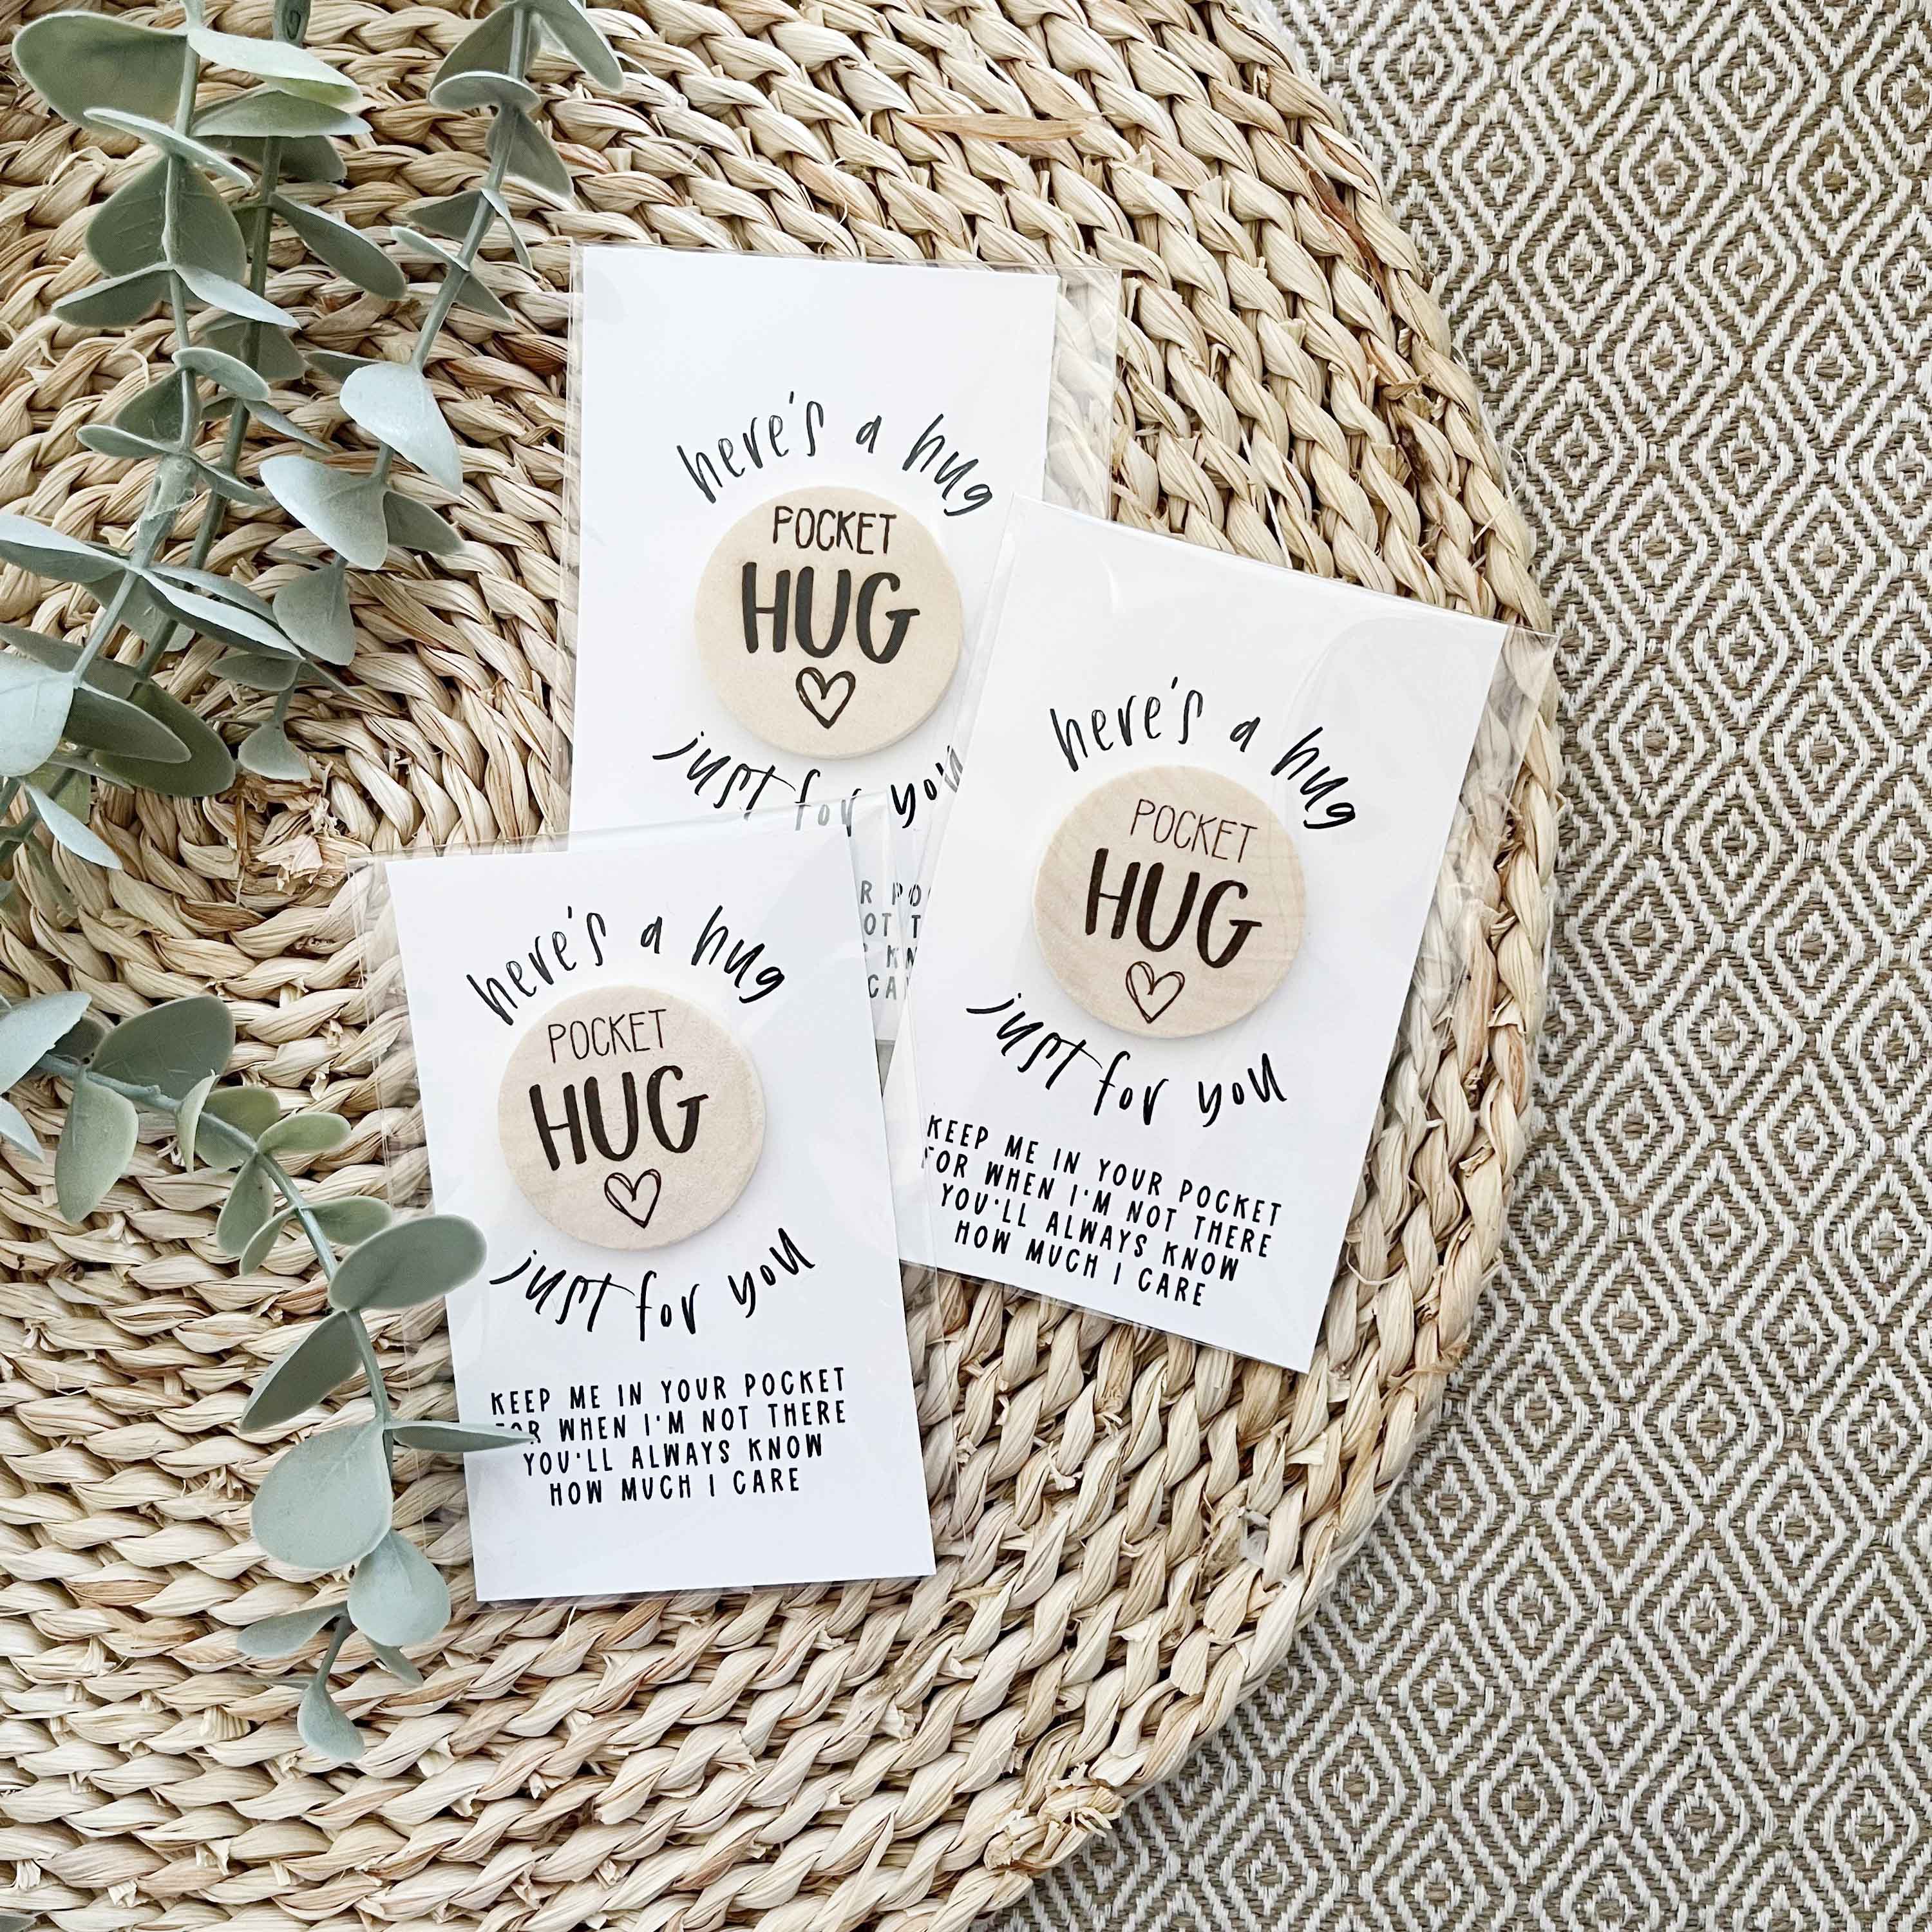 here's a hug
POCKET
HUG
just for you
here's a hug
POCKET
HUG
just for you
KEEP ME IN YOUR POCKET
FOR WHEN I'M NOT THERE
YOU'LL ALWAYS KNOW
HOW MUCH I CARE
here's a hug
POCKET
HUG
just for you
KEEP ME IN YOUR POCKET
FOR WHEN I'M NOT THERE
YOU'LL ALWAYS KNOW
HOW MUCH I CARE